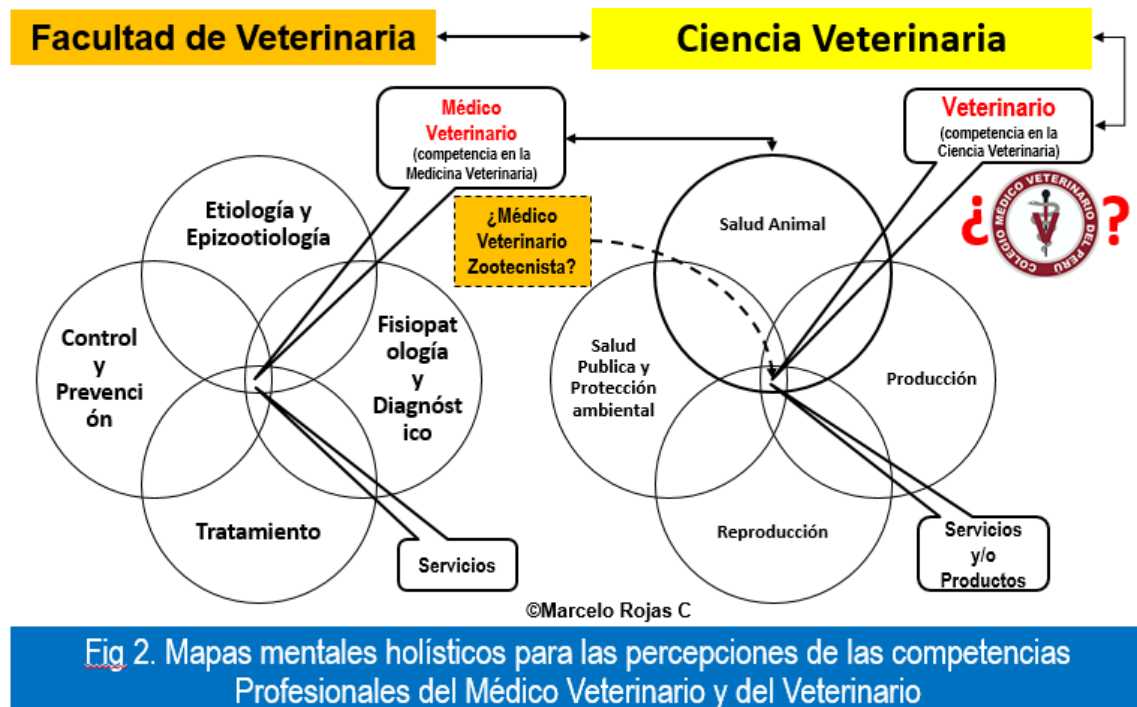 Facultad de Veterinaria
Ciencia Veterinaria
Médico
Veterinario
(competencia en la
Medicina Veterinaria)
Veterinario
(competencia en la
Ciencia Veterinaria)
¿Médico
Veterinario
Zootecnista?
¿
COLEGIO MÉDICO VETERINARIO DEL PERU
V
?
Etiología y
Epizootiología
Control
y
Prevenci
ón
Fisiopat
ología
y
Diagnóst
ico
Tratamiento
Servicios
Salud Animal
Salud
Publica y
Protección
ambiental
Producción
Reproducción
Servicios
y/o
Productos
©Marcelo Rojas C
Fig 2. Mapas mentales holísticos para las percepciones de las competencias
Profesionales del Médico Veterinario y del Veterinario